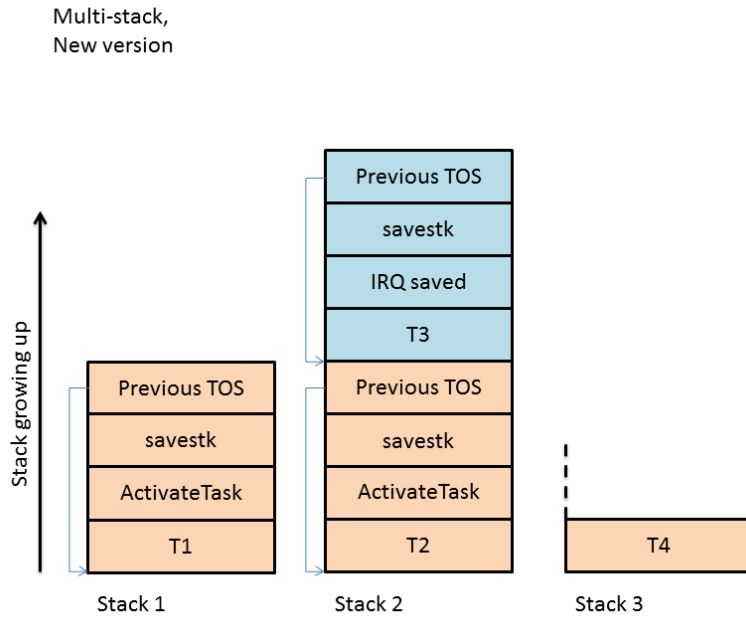 Multi-stack,
New version
Stack growing up
Previous TOS
savestk
ActivateTask
T1
Stack 1
Previous TOS
savestk
IRQ saved
T3
Previous TOS
savestk
ActivateTask
T2
Stack 2
T4
Stack 3